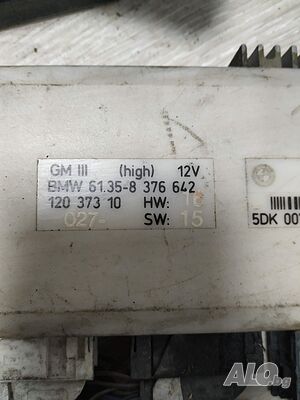 GM III (high) 12V
BMW 61.35-8 376 642
120 373 10 HW: 16
027- SW: 15
5DK 00
ALO.bg